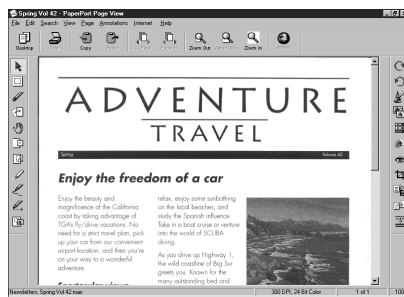 Spring Vol 42 - PaperPort Page View
File Edit Search View Page Annotations Internet Help
Desktop Copy Zoom Out Zoom In
ADVENTURE
TRAVEL
Spring Volume 42
Enjoy the freedom of a car
Enjoy the beauty and
magnificence of the California
coast by taking advantage of
TGA's fly/drive vacations. No
need for a strict travel plan, pick
up your car from our convenient
airport location, and then you're
on your way to a wonderful
adventure.
relax, enjoy some sunbathing
on the local beaches, and
study the Spanish influence.
Take in a boat cruise or venture
into the world of SCUBA
diving.
As you drive up Highway 1,
the wild coastline of Big Sur
greets you. Known for the
many outstanding bed and
Newsletters, Spring Vol 42.max 300 DPI, 24 Bit Color 1 of 1 100